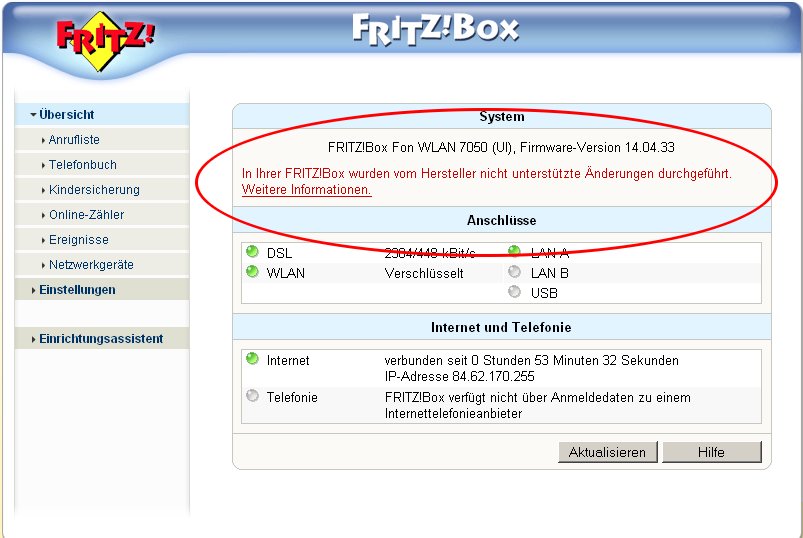 FRITZ!
FRITZ!Box
Übersicht
Anrufliste
Telefonbuch
Kindersicherung
Online-Zähler
Ereignisse
Netzwerkgeräte
Einstellungen
Einrichtungsassistent
System
FRITZ!Box Fon WLAN 7050 (UI), Firmware-Version 14.04.33
In Ihrer FRITZ!Box wurden vom Hersteller nicht unterstützte Änderungen durchgeführt.
Weitere Informationen.
Anschlüsse
DSL 2304/448 kBit/s LAN A
WLAN Verschlüsselt LAN B
USB
Internet und Telefonie
Internet verbunden seit 0 Stunden 53 Minuten 32 Sekunden
IP-Adresse 84.62.170.255
Telefonie FRITZ!Box verfügt nicht über Anmeldedaten zu einem
Internettelefonieanbieter
Aktualisieren Hilfe